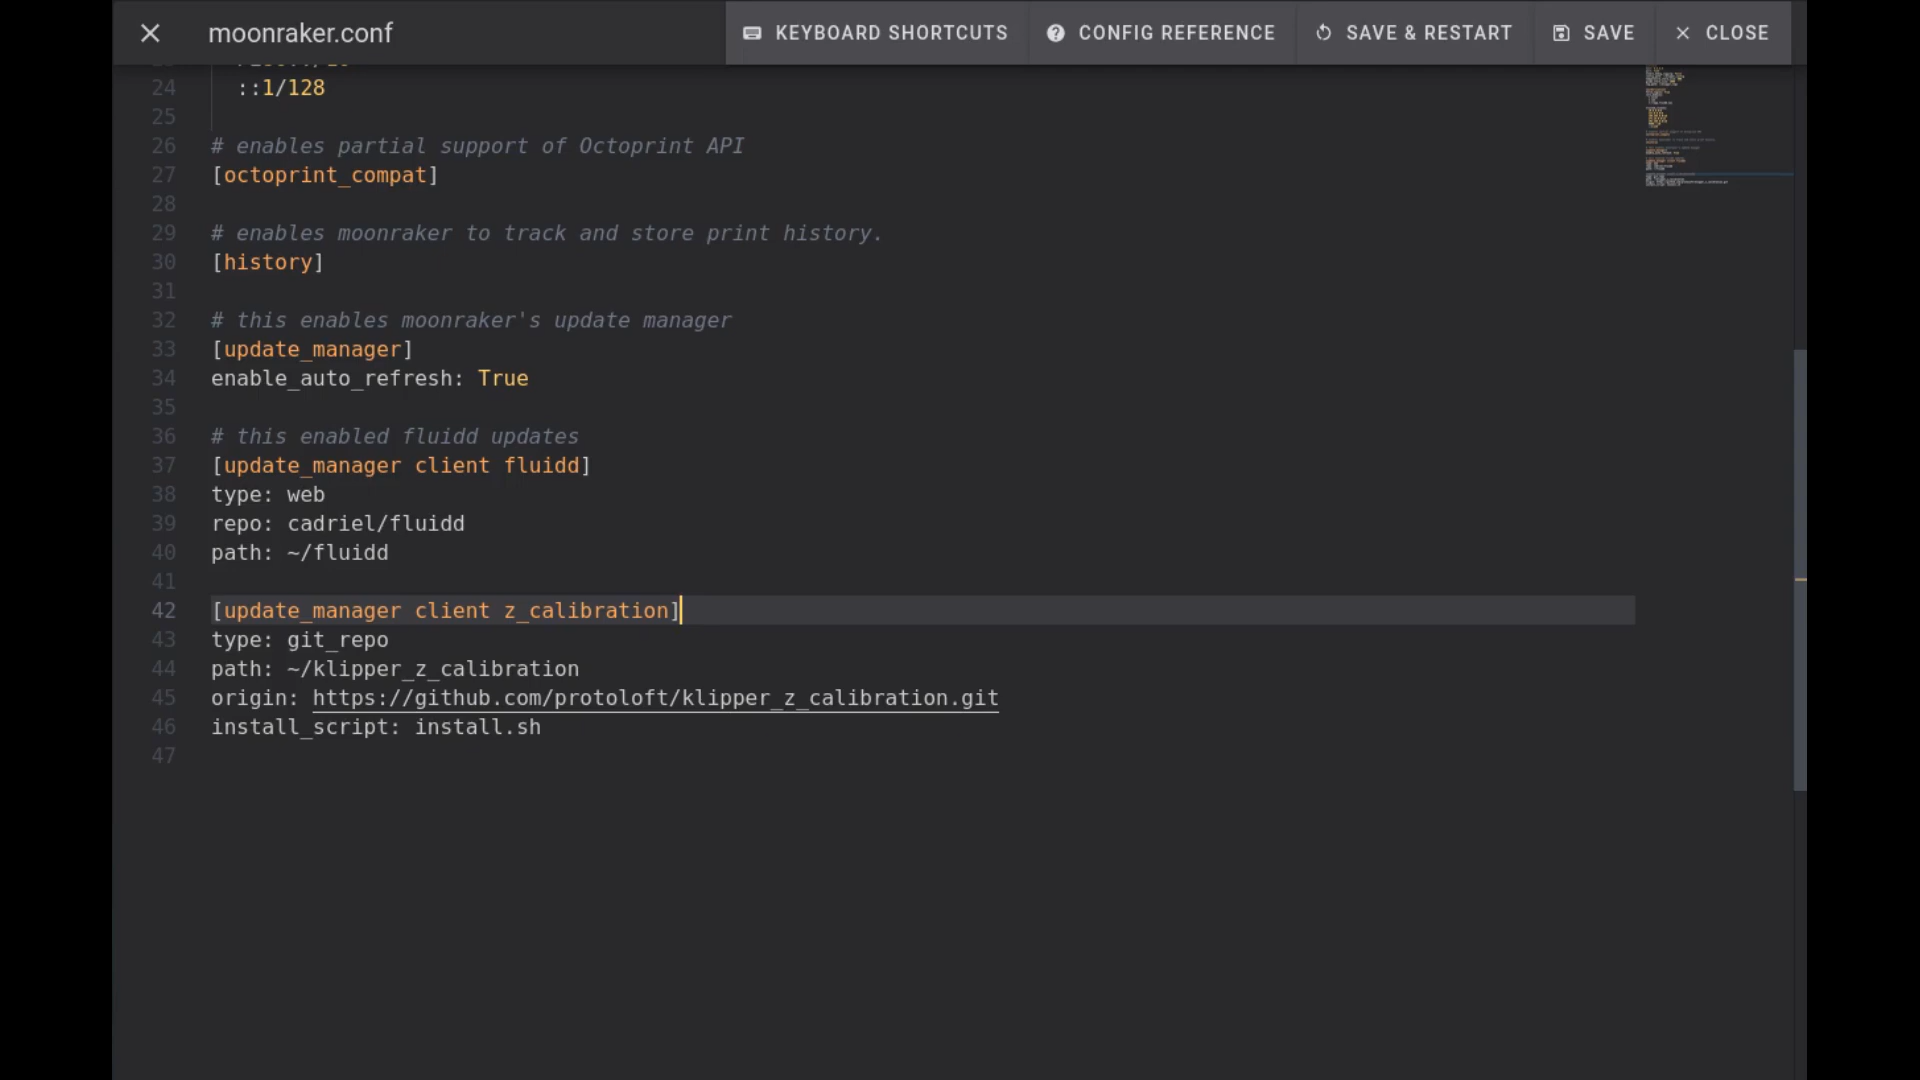 moonraker.conf
KEYBOARD SHORTCUTS
CONFIG REFERENCE
SAVE & RESTART
SAVE
CLOSE
24 ::1/128
25
26 # enables partial support of Octoprint API
27 [octoprint_compat]
28
29 # enables moonraker to track and store print history.
30 [history]
31
32 # this enables moonraker's update manager
33 [update_manager]
34 enable_auto_refresh: True
35
36 # this enabled fluidd updates
37 [update_manager client fluidd]
38 type: web
39 repo: cadriel/fluidd
40 path: ~/fluidd
41
42 [update_manager client z_calibration]
43 type: git_repo
44 path: ~/klipper_z_calibration
45 origin: https://github.com/protoloft/klipper_z_calibration.git
46 install_script: install.sh
47